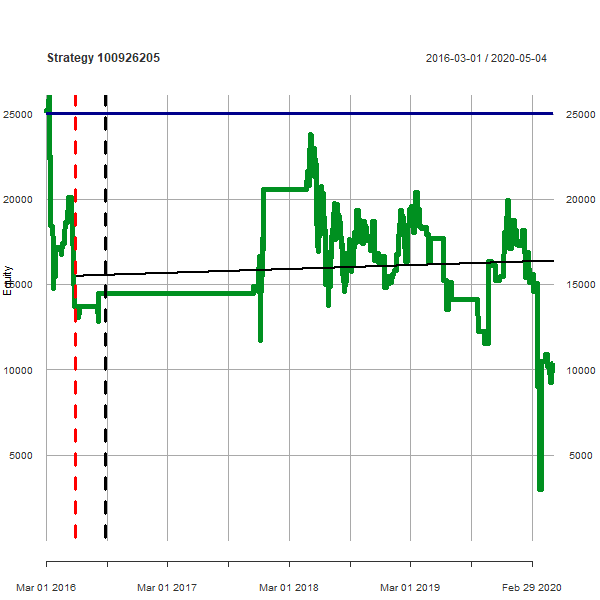 Strategy 100926205
2016-03-01 / 2020-05-04
25000 25000
20000 20000
15000 15000
10000 10000
5000 5000
Equity
Mar 01 2016 Mar 01 2017 Mar 01 2018 Mar 01 2019 Feb 29 2020